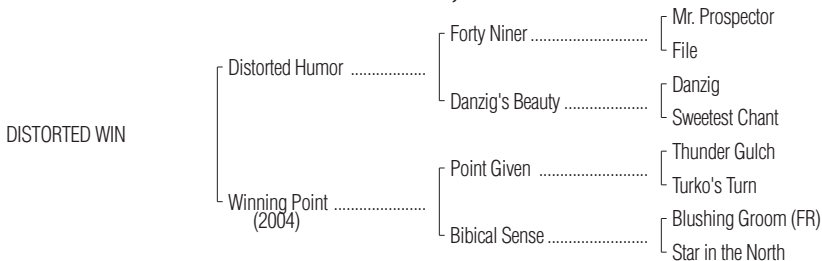 Mr. Prospector
Forty Niner ............................
File
Distorted Humor ..................
Danzig
Danzig's Beauty ....................
Sweetest Chant
DISTORTED WIN
Thunder Gulch
Point Given ..........................
Turko's Turn
Winning Point ......................
(2004)
Blushing Groom (FR)
Bibical Sense ........................
Star in the North